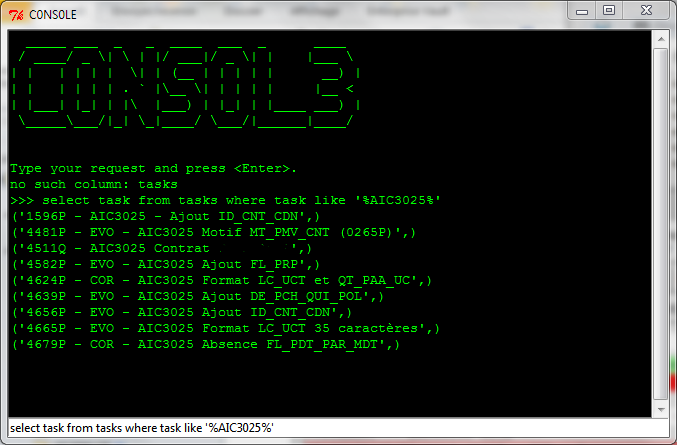 CONSOLE
CONSOL3
Type your request and press <Enter>.
no such column: tasks
>>> select task from tasks where task like '%AIC3025%'
('1596P - AIC3025 - Ajout ID_CNT_CDN',)
('4481P - EVO - AIC3025 Motif MT_PMV_CNT (0265P)',)
('4511Q - AIC3025 Contrat ',)
('4582P - EVO - AIC3025 Ajout FL_PRP',)
('4624P - COR - AIC3025 Format LC_UCT et QT_PAA_UC',)
('4639P - EVO - AIC3025 Ajout DE_PCH_QUI_POL',)
('4656P - EVO - AIC3025 Ajout ID_CNT_CDN',)
('4665P - EVO - AIC3025 Format LC_UCT 35 caractères',)
('4679P - COR - AIC3025 Absence FL_PDT_PAR_MDT',)
select task from tasks where task like '%AIC3025%'